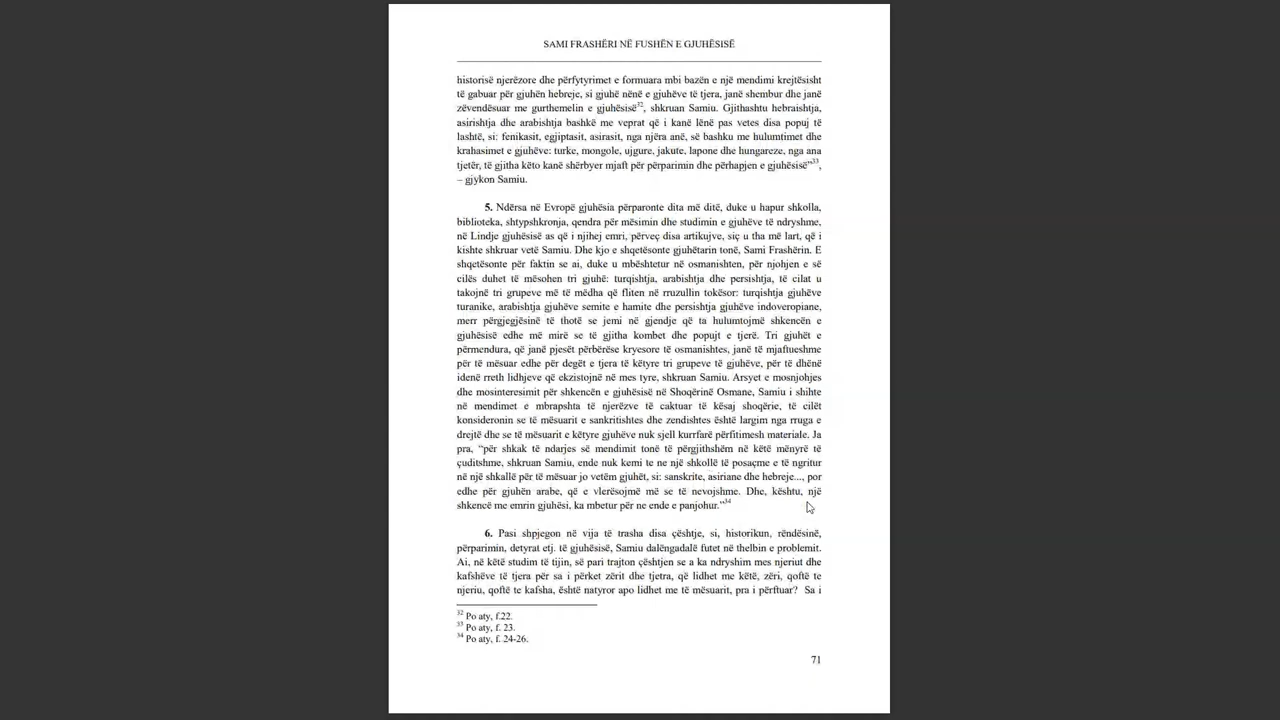 SAMI FRASHËRI NË FUSHËN E GJUHËSISË
historisë njerëzore dhe përfytyrimet e formuara mbi bazën e një mendimi krejtësisht
të gabuar për gjuhën hebreje, si gjuhë nënë e gjuhëve të tjera, janë shembur dhe janë
zëvendësuar me gurthemelin e gjuhësisë32, shkruan Samiu. Gjithashtu hebraishtja,
asirishtja dhe arabishtja bashkë me veprat që i kanë lënë pas vetes disa popuj të
lashtë, si: fenikasit, egjiptasit, asirasit, nga njëra anë, së bashku me hulumtimet dhe
krahasimet e gjuhëve: turke, mongole, ujgure, jakute, lapone dhe hungareze, nga ana
tjetër, të gjitha këto kanë shërbyer mjaft për përparimin dhe përhapjen e gjuhësisë”33,
– gjykon Samiu.
5. Ndërsa në Evropë gjuhësia përparonte dita më ditë, duke u hapur shkolla,
biblioteka, shtypshkronja, qendra për mësimin dhe studimin e gjuhëve të ndryshme,
në Lindje gjuhësisë as që i njihej emri, përveç disa artikujve, siç u tha më lart, që i
kishte shkruar vetë Samiu. Dhe kjo e shqetësonte gjuhëtarin tonë, Sami Frashërin. E
shqetësonte për faktin se ai, duke u mbështetur në osmanishten, për njohjen e së
cilës duhet të mësohen tri gjuhë: turqishtja, arabishtja dhe persishtja, të cilat u
takojnë tri grupeve më të mëdha që fliten në rruzullin tokësor: turqishtja gjuhëve
turanike, arabishtja gjuhëve semite e hamite dhe persishtja gjuhëve indoveropiane,
merr përgjegjësinë të thotë se jemi në gjendje që ta hulumtojmë shkencën e
gjuhësisë edhe më mirë se të gjitha kombet dhe popujt e tjerë. Tri gjuhët e
përmendura, që janë pjesët përbërëse kryesore të osmanishtes, janë të mjaftueshme
për të mësuar edhe për degët e tjera të këtyre tri grupeve të gjuhëve, për të dhënë
idenë rreth lidhjeve që ekzistojnë në mes tyre, shkruan Samiu. Arsyet e mosnjohjes
dhe mosinteresimit për shkencën e gjuhësisë në Shoqërinë Osmane, Samiu i shihte
në mendimet e mbrapshta të njerëzve të caktuar të kësaj shoqërie, të cilët
konsideronin se të mësuarit e sankritishtes dhe zendishtes është largim nga rruga e
drejtë dhe se të mësuarit e këtyre gjuhëve nuk sjell kurrfarë përfitimesh materiale. Ja
pra, “për shkak të ndarjes së mendimit tonë të përgjithshëm në këtë mënyrë të
çuditshme, shkruan Samiu, ende nuk kemi te ne një shkollë të posaçme e të ngritur
në një shkallë për të mësuar jo vetëm gjuhët, si: sanskrite, asiriane dhe hebreje..., por
edhe për gjuhën arabe, që e vlerësojmë më se të nevojshme. Dhe, kështu, një
shkencë me emrin gjuhësi, ka mbetur për ne ende e panjohur.”34
6. Pasi shpjegon në vija të trasha disa çështje, si, historikun, rëndësinë,
përparimin, detyrat etj. të gjuhësisë, Samiu dalëngadalë futet në thelbin e problemit.
Ai, në këtë studim të tijin, së pari trajton çështjen se a ka ndryshim mes njeriut dhe
kafshëve të tjera për sa i përket zërit dhe tjetra, që lidhet me këtë, zëri, qoftë te
njeriu, qoftë te kafsha, është natyror apo lidhet me të mësuarit, pra i përftuar? Sa i
32 Po aty, f.22.
33 Po aty, f. 23.
34 Po aty, f. 24-26.
71